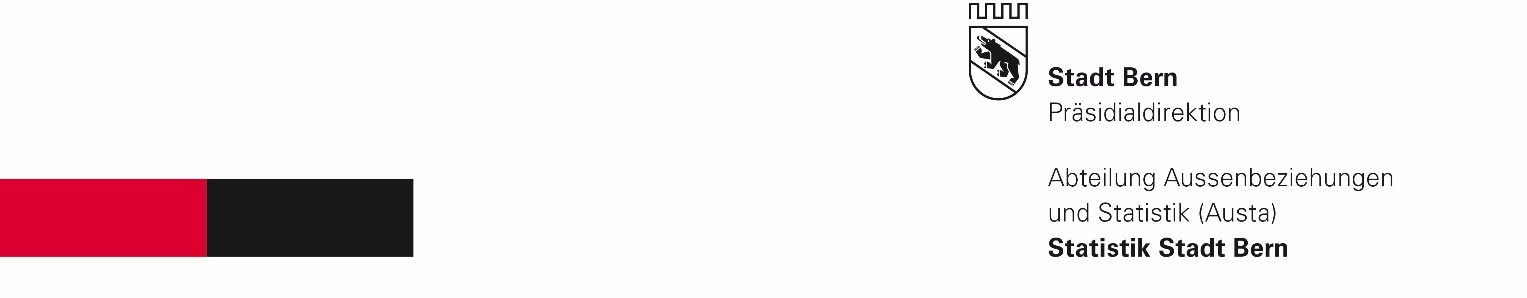 Stadt Bern
Präsidialdirektion
Abteilung Aussenbeziehungen
und Statistik (Austa)
Statistik Stadt Bern